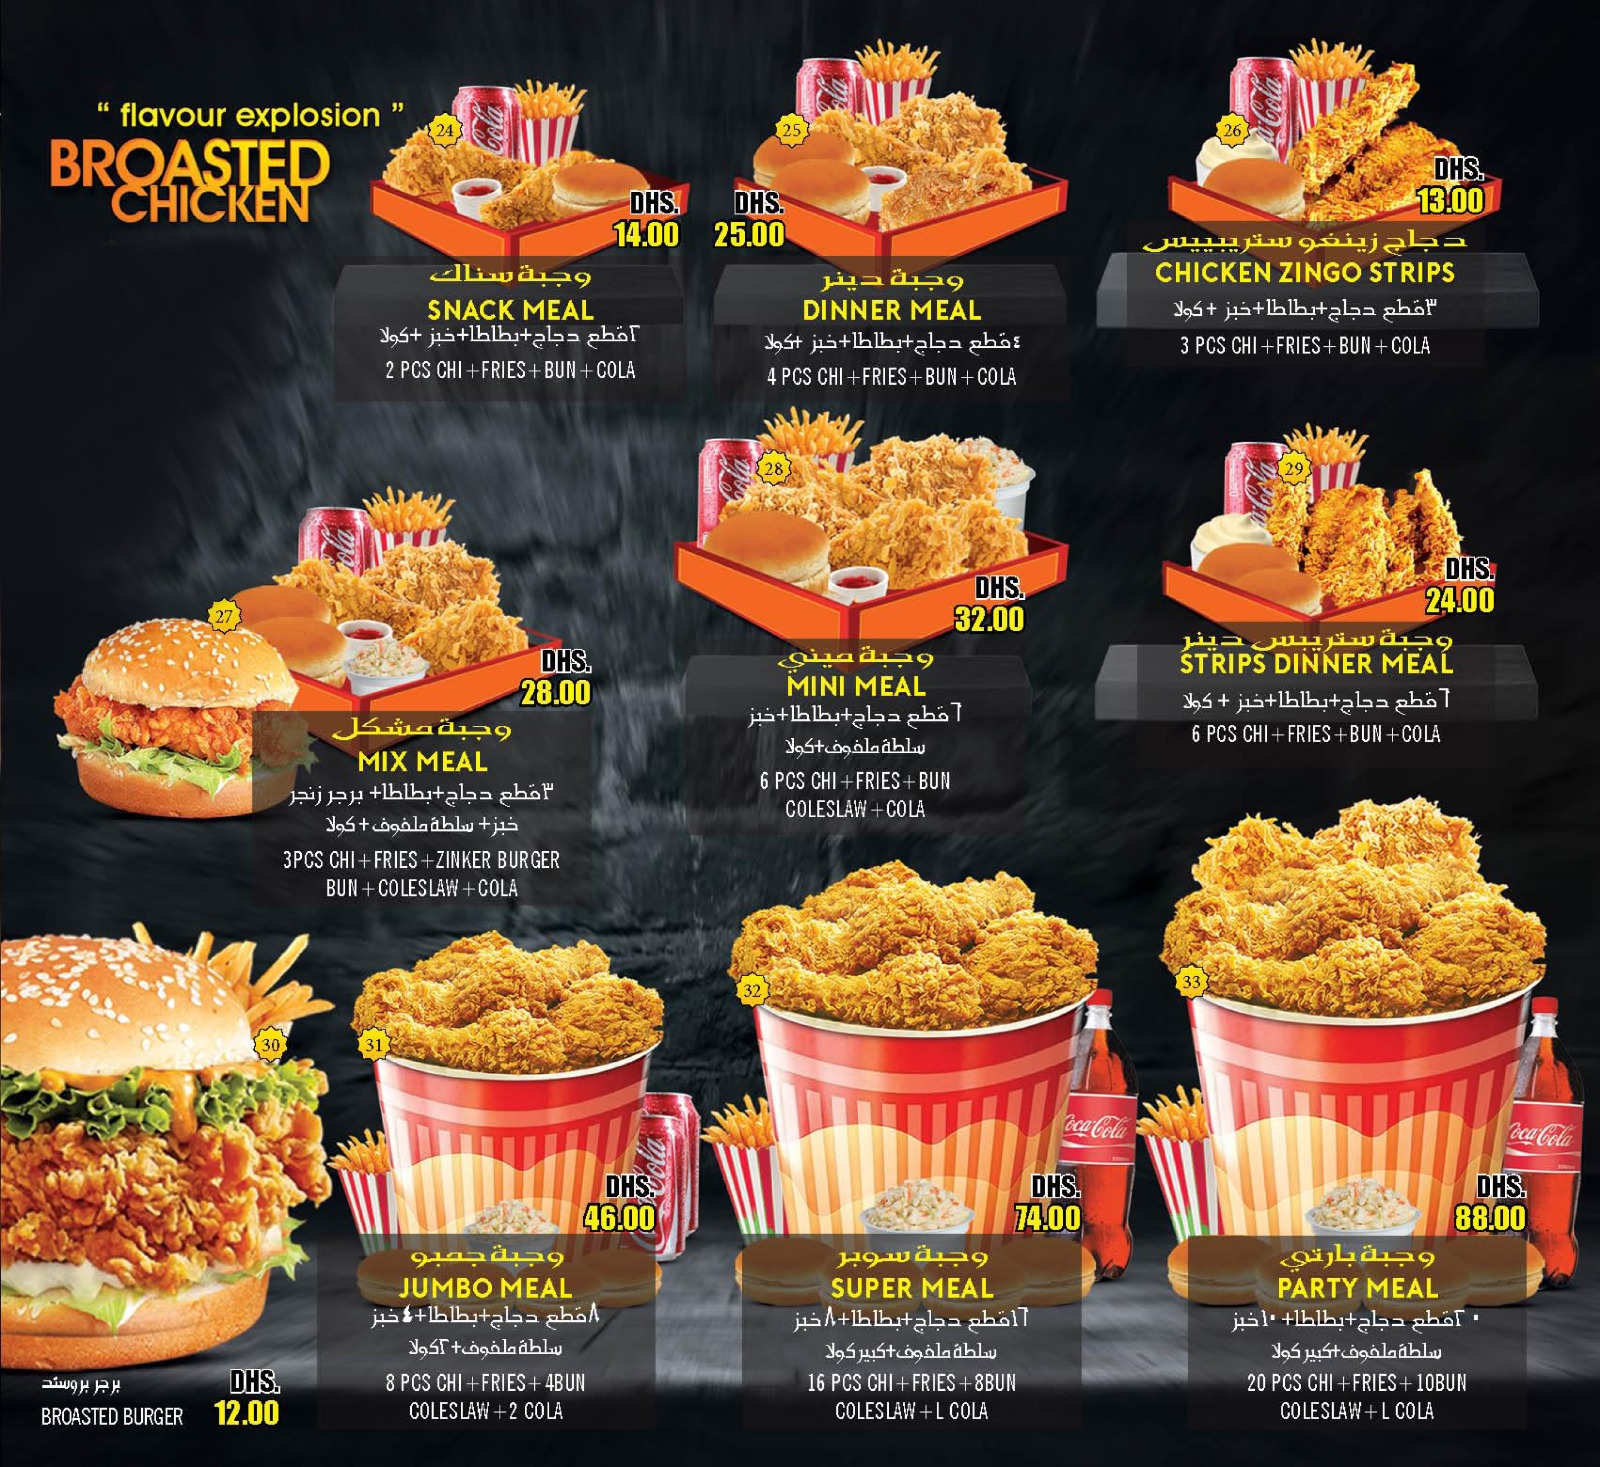 “ flavour explosion ”
BROASTED
CHICKEN
24
DHS.
14.00
وجبة سناك
SNACK MEAL
٢قطع دجاج+بطاطا+خبز +كولا
2 PCS CHI+FRIES+BUN+COLA
25
DHS.
25.00
وجبة دينر
DINNER MEAL
٤قطع دجاج+بطاطا+خبز +كولا
4 PCS CHI+FRIES+BUN+COLA
26
DHS.
13.00
دجاج زينغو ستريبس
CHICKEN ZINGO STRIPS
٣قطع دجاج+بطاطا+خبز +كولا
3 PCS CHI+FRIES+BUN+COLA
27
DHS.
28.00
وجبة مشكل
MIX MEAL
٣قطع دجاج+بطاطا+ برجر زنجر
خبز+ سلطة ملفوف+كولا
3PCS CHI+FRIES+ZINKER BURGER
BUN+COLESLAW+COLA
28
DHS.
32.00
وجبة ميني
MINI MEAL
٦قطع دجاج+بطاطا+خبز
سلطة ملفوف+كولا
6 PCS CHI+FRIES+BUN
COLESLAW+COLA
29
DHS.
24.00
وجبة ستريبس دينر
STRIPS DINNER MEAL
٦قطع دجاج+بطاطا+خبز +كولا
6 PCS CHI+FRIES+BUN+COLA
30
برجر بروستد
BROASTED BURGER
DHS.
12.00
31
DHS.
46.00
وجبة جمبو
JUMBO MEAL
٨قطع دجاج+بطاطا+٤خبز
سلطة ملفوف+٢كولا
8 PCS CHI+FRIES+4BUN
COLESLAW+2 COLA
32
Coca-Cola
DHS.
74.00
وجبة سوبر
SUPER MEAL
١٦قطع دجاج+بطاطا+٨خبز
سلطة ملفوف+كبير كولا
16 PCS CHI+FRIES+8BUN
COLESLAW+L COLA
33
Coca-Cola
DHS.
88.00
وجبة بارتي
PARTY MEAL
٢٠قطع دجاج+بطاطا+١٠خبز
سلطة ملفوف+كبير كولا
20 PCS CHI+FRIES+10BUN
COLESLAW+L COLA